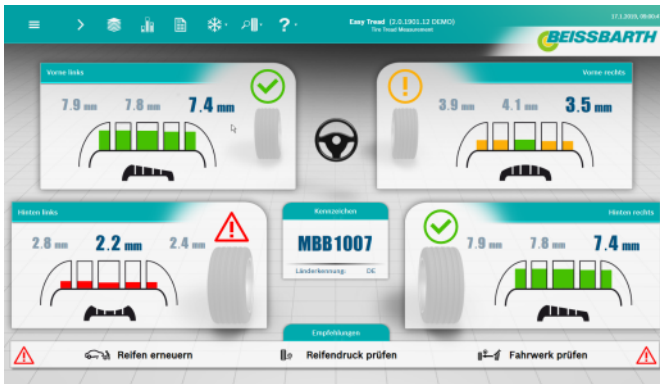 Easy Tread (2.0.1901.12 DEMO)
Tire Tread Measurement
17.1.2019,
BEISSBARTH
Vorne links
7.9 mm 7.8 mm 7.4 mm
Vorne rechts
3.9 mm 4.1 mm 3.5 mm
Hinten links
2.8 mm 2.2 mm 2.4 mm
Kennzeichen
MBB1007
Länderkennung: DE
Hinten rechts
7.9 mm 7.8 mm 7.4 mm
Empfehlungen
Reifen erneuern
Reifendruck prüfen
Fahrwerk prüfen